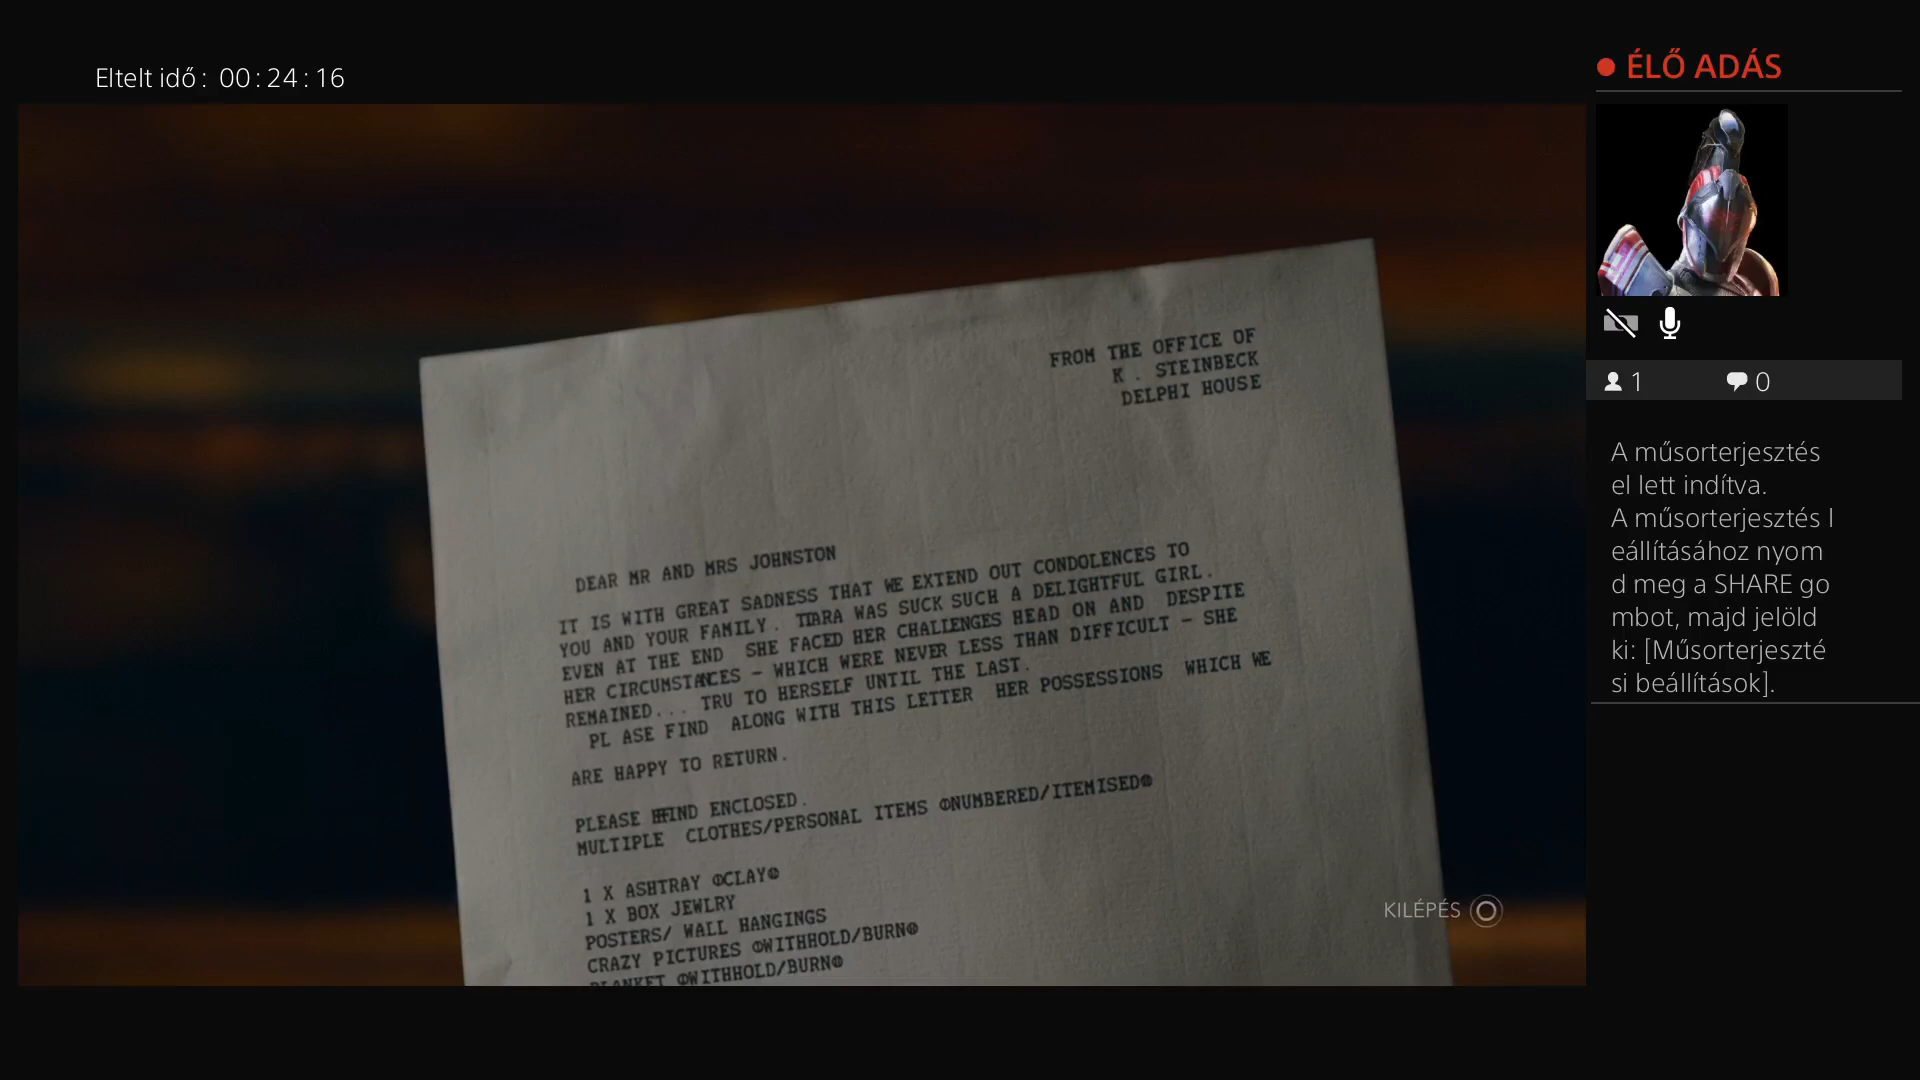 Eltelt idő: 00:24:16
ÉLŐ ADÁS
1 0
A műsorterjesztés
el lett indítva.
A műsorterjesztés l
eállításához nyom
d meg a SHARE go
mbot, majd jelöld
ki: [Műsorterjeszté
si beállítások].
FROM THE OFFICE OF
K . STEINBECK
DELPHI HOUSE
DEAR MR AND MRS JOHNSTON
IT IS WITH GREAT SADNESS THAT WE EXTEND OUT CONDOLENCES TO
YOU AND YOUR FAMILY. WAS SUCK SUCH A DELIGHTFUL GIRL.
EVEN AT THE END SHE FACED HER CHALLENGES HEAD ON AND DESPITE
HER CIRCUMSTANCES - WHICH WERE NEVER LESS THAN DIFFICULT - SHE
REMAINED... TRU TO HERSELF UNTIL THE LAST.
PL ASE FIND ALONG WITH THIS LETTER HER POSSESSIONS WHICH WE
ARE HAPPY TO RETURN.
PLEASE ENCLOSED.
MULTIPLE CLOTHES/PERSONAL ITEMS NUMBERED/ITEMISED
1 X ASHTRAY CLAY
1 X BOX JEWLRY
POSTERS/ WALL HANGINGS
CRAZY PICTURES WITHHOLD/BURN
BLANKET WITHHOLD/BURN
KILÉPÉS